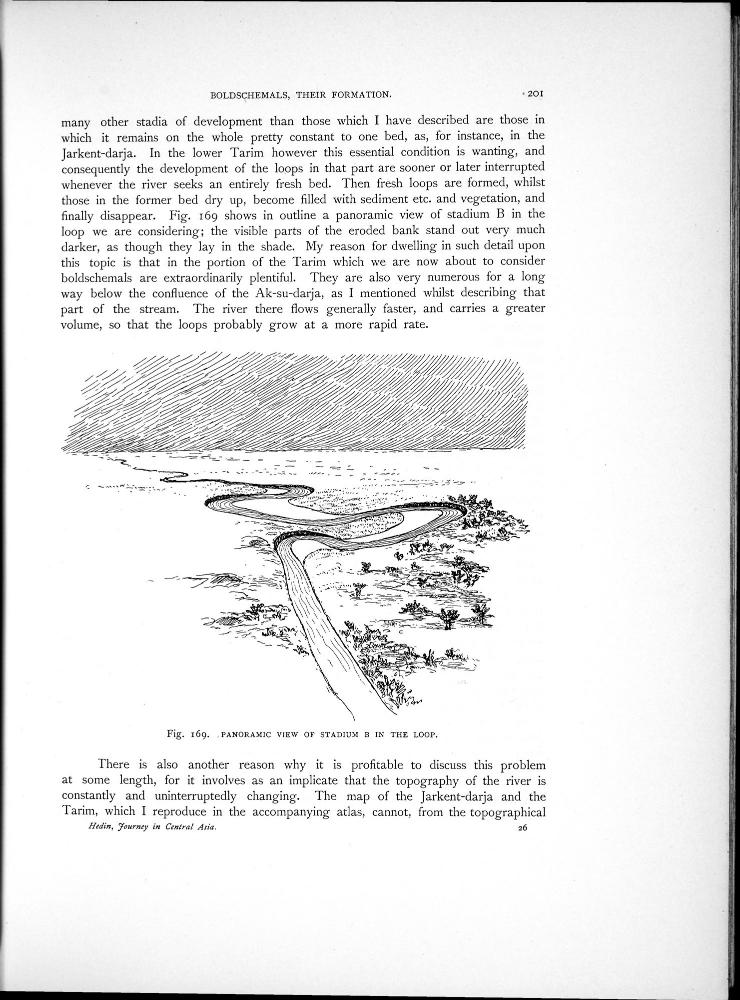 BOLDSCHEMALS, THEIR FORMATION. 201
many other stadia of development than those which I have described are those in
which it remains on the whole pretty constant to one bed, as, for instance, in the
Jarkent-darja. In the lower Tarim however this essential condition is wanting, and
consequently the development of the loops in that part are sooner or later interrupted
whenever the river seeks an entirely fresh bed. Then fresh loops are formed, whilst
those in the former bed dry up, become filled with sediment etc. and vegetation, and
finally disappear. Fig. 169 shows in outline a panoramic view of stadium B in the
loop we are considering; the visible parts of the eroded bank stand out very much
darker, as though they lay in the shade. My reason for dwelling in such detail upon
this topic is that in the portion of the Tarim which we are now about to consider
boldschemals are extraordinarily plentiful. They are also very numerous for a long
way below the confluence of the Ak-su-darja, as I mentioned whilst describing that
part of the stream. The river there flows generally faster, and carries a greater
volume, so that the loops probably grow at a more rapid rate.
Fig. 169. PANORAMIC VIEW OF STADIUM B IN THE LOOP.
There is also another reason why it is profitable to discuss this problem
at some length, for it involves as an implicate that the topography of the river is
constantly and uninterruptedly changing. The map of the Jarkent-darja and the
Tarim, which I reproduce in the accompanying atlas, cannot, from the topographical
Hedin, Journey in Central Asia. 26